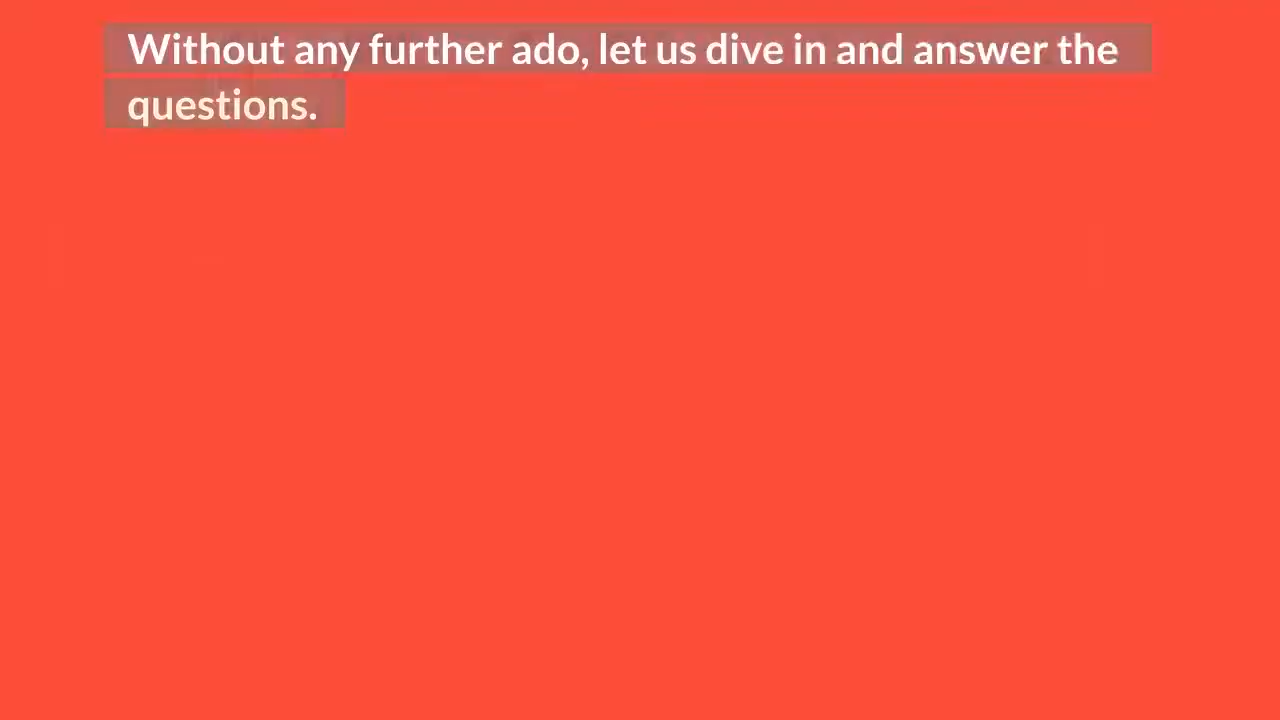 Without any further ado, let us dive in and answer the
questions.